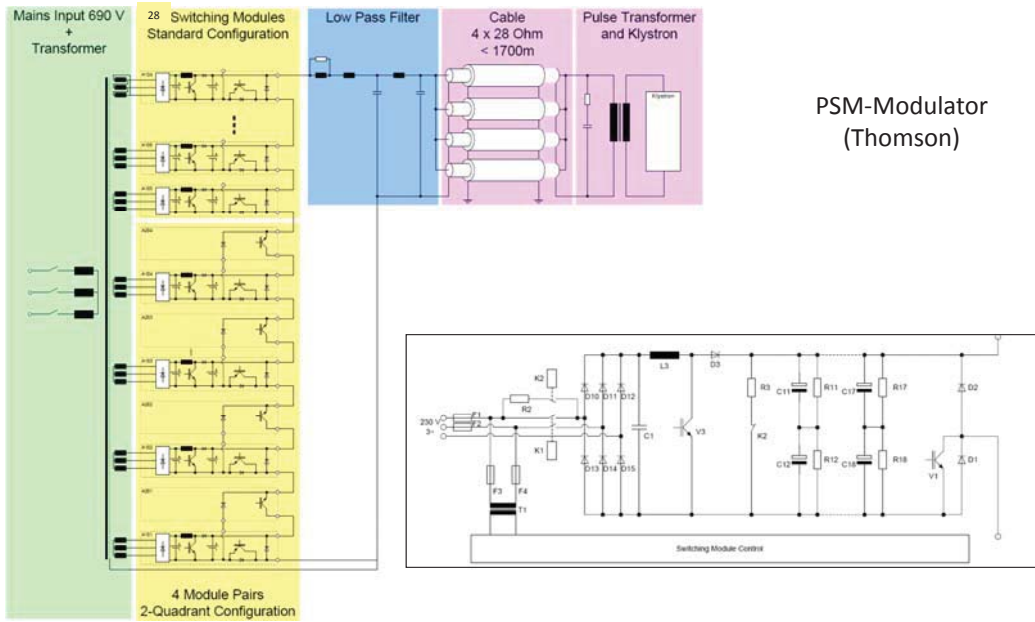 Mains Input 690 V
+
Transformer
28 Switching Modules
Standard Configuration
Low Pass Filter
Cable
4 x 28 Ohm
< 1700m
Pulse Transformer
and Klystron
Klystron
PSM-Modulator
(Thomson)
4 Module Pairs
2-Quadrant Configuration
230 V
3~
F1
F2
F3
F4
T1
R2
K2
K1
D10
D11
D12
D13
D14
D15
C1
L3
V3
D3
R3
K2
C11
R11
C12
R12
C17
R17
C18
R18
D2
V1
D1
Switching Module Control